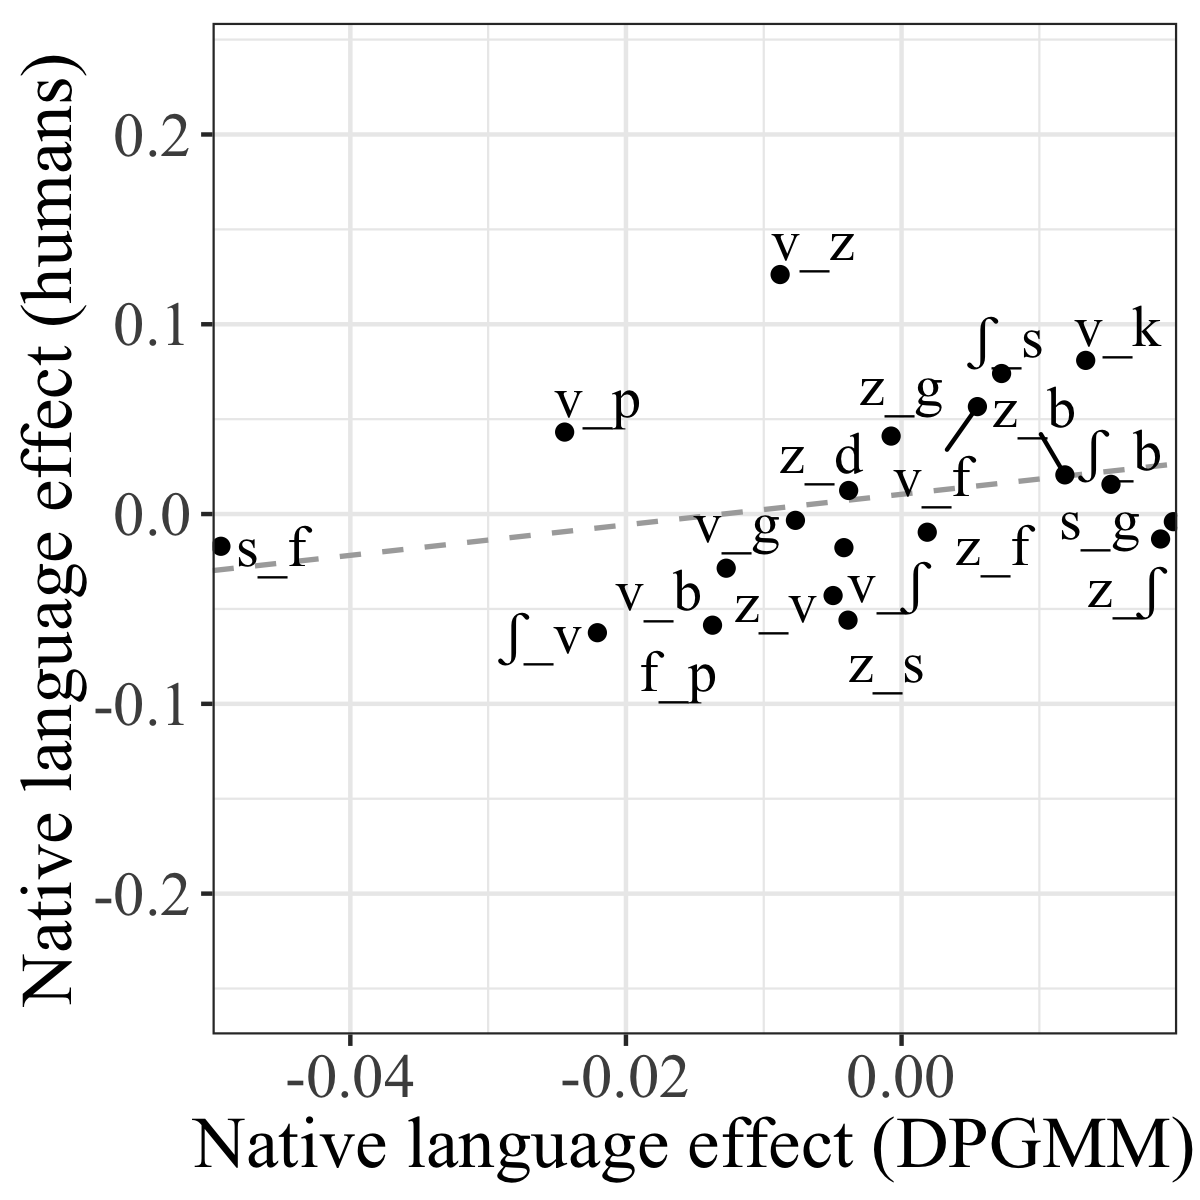 Native language effect (humans)
0.2
0.1
0.0
-0.1
-0.2
v_z
v_k
ʃ_s
v_p
z_g
z_b
z_d
ʃ_b
v_f
v_g
s_g
s_f
z_f
v_b
z_v
v_ʃ
z_ʃ
ʃ_v
f_p
z_s
-0.04
-0.02
0.00
Native language effect (DPGMM)